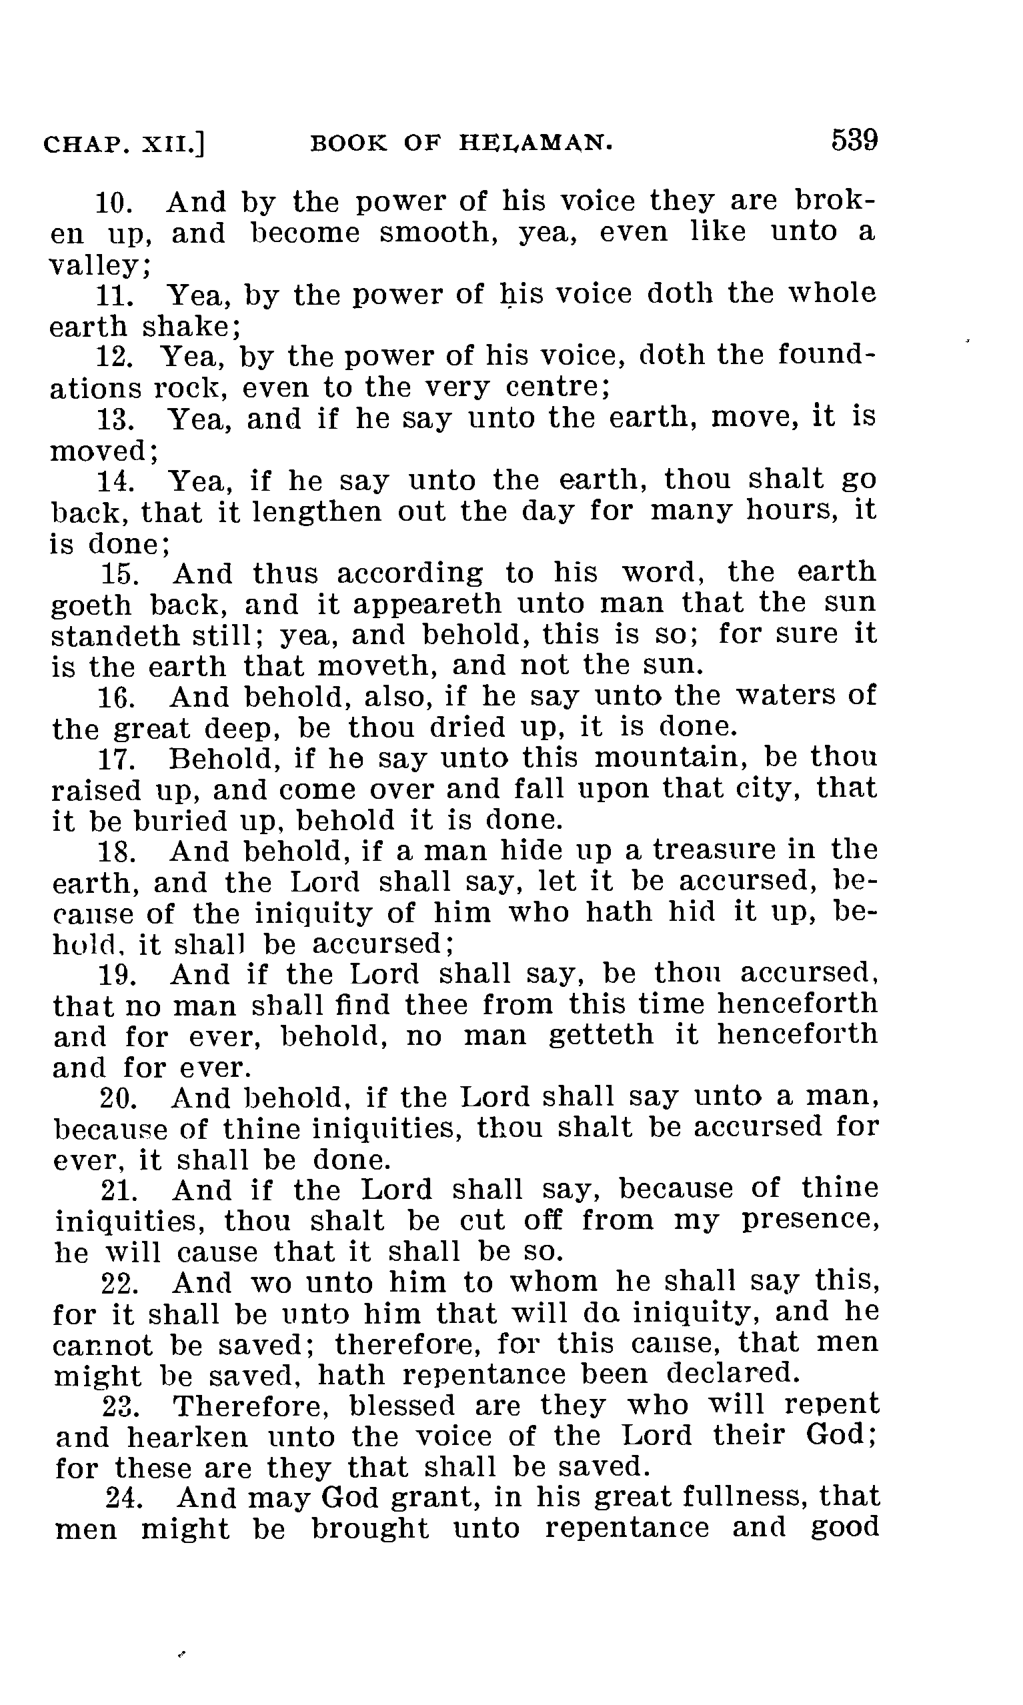 CHAP. XII.] BOOK OF HELAMAN. 539
10. And by the power of his voice they are brok-
en up, and become smooth, yea, even like unto a
valley;
11. Yea, by the power of his voice doth the whole
earth shake;
12. Yea, by the power of his voice, doth the found-
ations rock, even to the very centre;
13. Yea, and if he say unto the earth, move, it is
moved;
14. Yea, if he say unto the earth, thou shalt go
back, that it lengthen out the day for many hours, it
is done;
15. And thus according to his word, the earth
goeth back, and it appeareth unto man that the sun
standeth still; yea, and behold, this is so; for sure it
is the earth that moveth, and not the sun.
16. And behold, also, if he say unto the waters of
the great deep, be thou dried up, it is done.
17. Behold, if he say unto this mountain, be thou
raised up, and come over and fall upon that city, that
it be buried up, behold it is done.
18. And behold, if a man hide up a treasure in the
earth, and the Lord shall say, let it be accursed, be-
cause of the iniquity of him who hath hid it up, be-
hold, it shall be accursed;
19. And if the Lord shall say, be thou accursed,
that no man shall find thee from this time henceforth
and for ever, behold, no man getteth it henceforth
and for ever.
20. And behold, if the Lord shall say unto a man,
because of thine iniquities, thou shalt be accursed for
ever, it shall be done.
21. And if the Lord shall say, because of thine
iniquities, thou shalt be cut off from my presence,
he will cause that it shall be so.
22. And wo unto him to whom he shall say this,
for it shall be unto him that will do iniquity, and he
cannot be saved; therefore, for this cause, that men
might be saved, hath repentance been declared.
23. Therefore, blessed are they who will repent
and hearken unto the voice of the Lord their God;
for these are they that shall be saved.
24. And may God grant, in his great fullness, that
men might be brought unto repentance and good